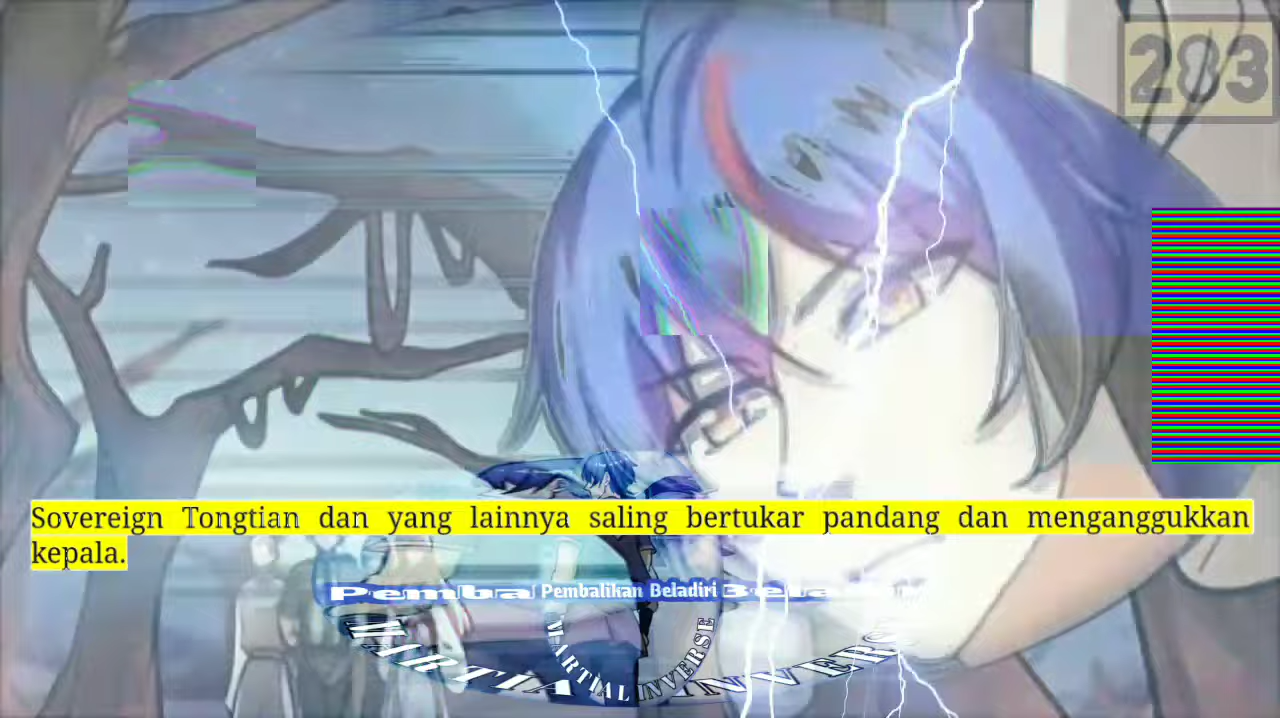 283
Sovereign Tongtian dan yang lainnya saling bertukar pandang dan menganggukkan
kepala.
Pembalikan Beladiri
MARTIAL INVERSE